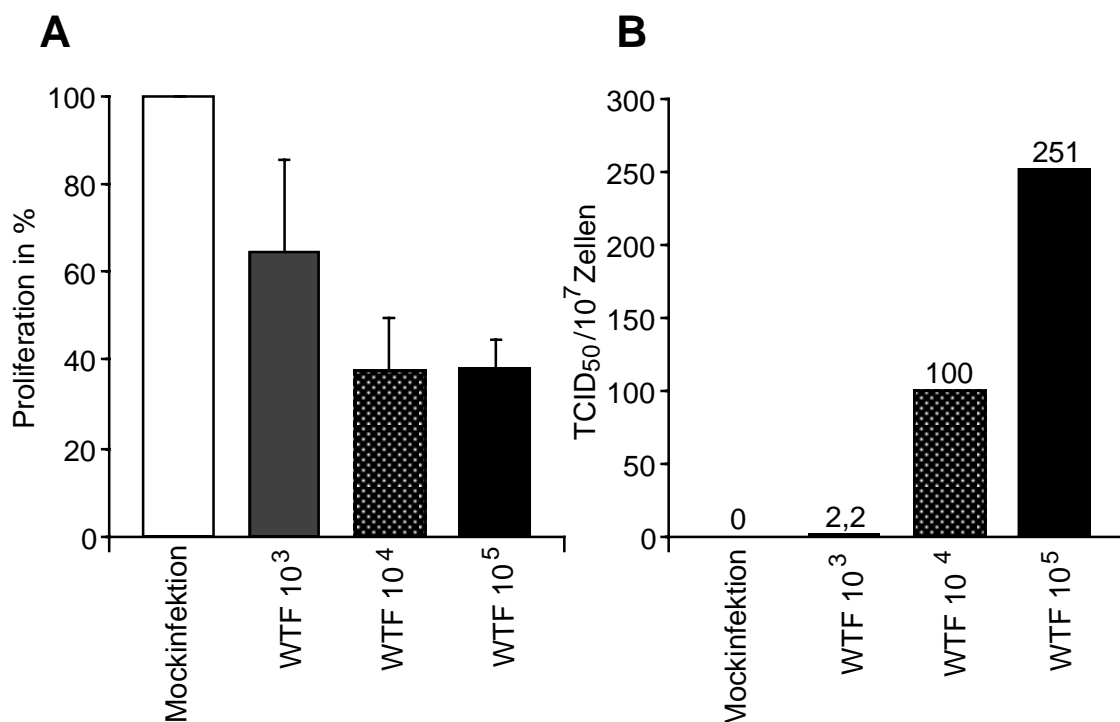 A
Proliferation in %
100
80
60
40
20
0
Mockinfektion
WTF 10³
WTF 10⁴
WTF 10⁵
B
TCID₅₀/10⁷ Zellen
300
250
200
150
100
50
0
0
2,2
100
251
Mockinfektion
WTF 10³
WTF 10⁴
WTF 10⁵